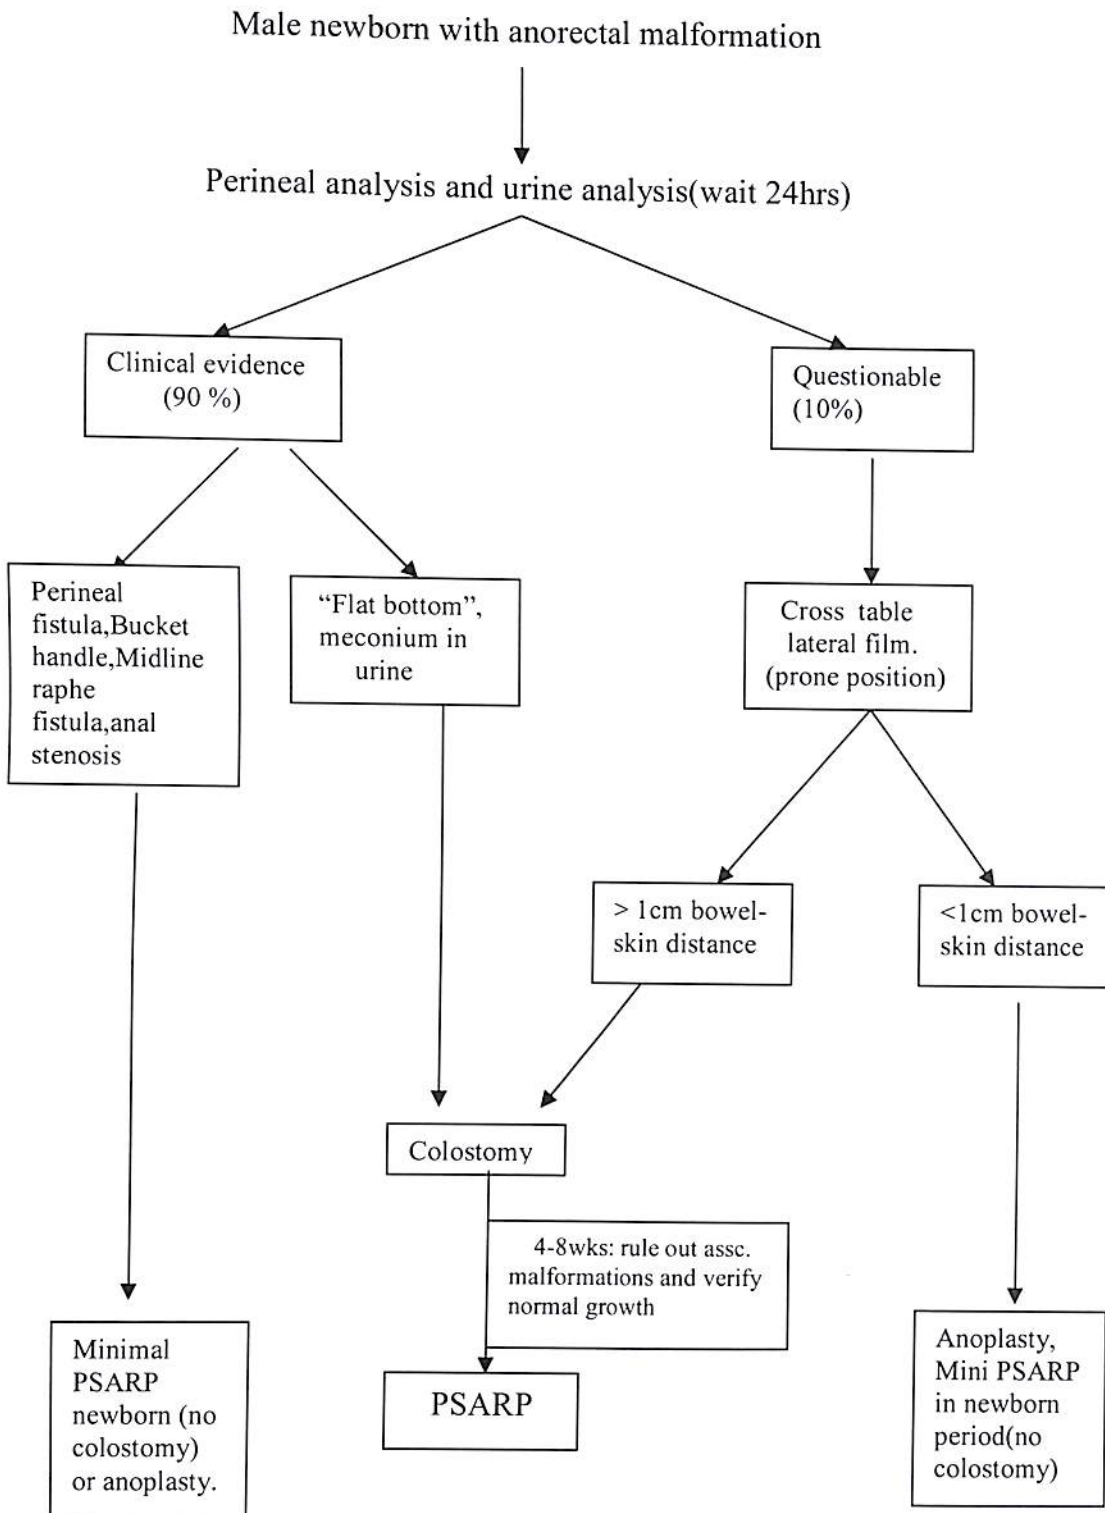 Male newborn with anorectal malformation
Perineal analysis and urine analysis(wait 24hrs)
Clinical evidence
(90 %)
Questionable
(10%)
Perineal
fistula,Bucket
handle,Midline
raphe
fistula,anal
stenosis
“Flat bottom”,
meconium in
urine
Cross table
lateral film.
(prone position)
> 1cm bowel-
skin distance
<1cm bowel-
skin distance
Colostomy
4-8wks: rule out assc.
malformations and verify
normal growth
Minimal
PSARP
newborn (no
colostomy)
or anoplasty.
PSARP
Anoplasty,
Mini PSARP
in newborn
period(no
colostomy)